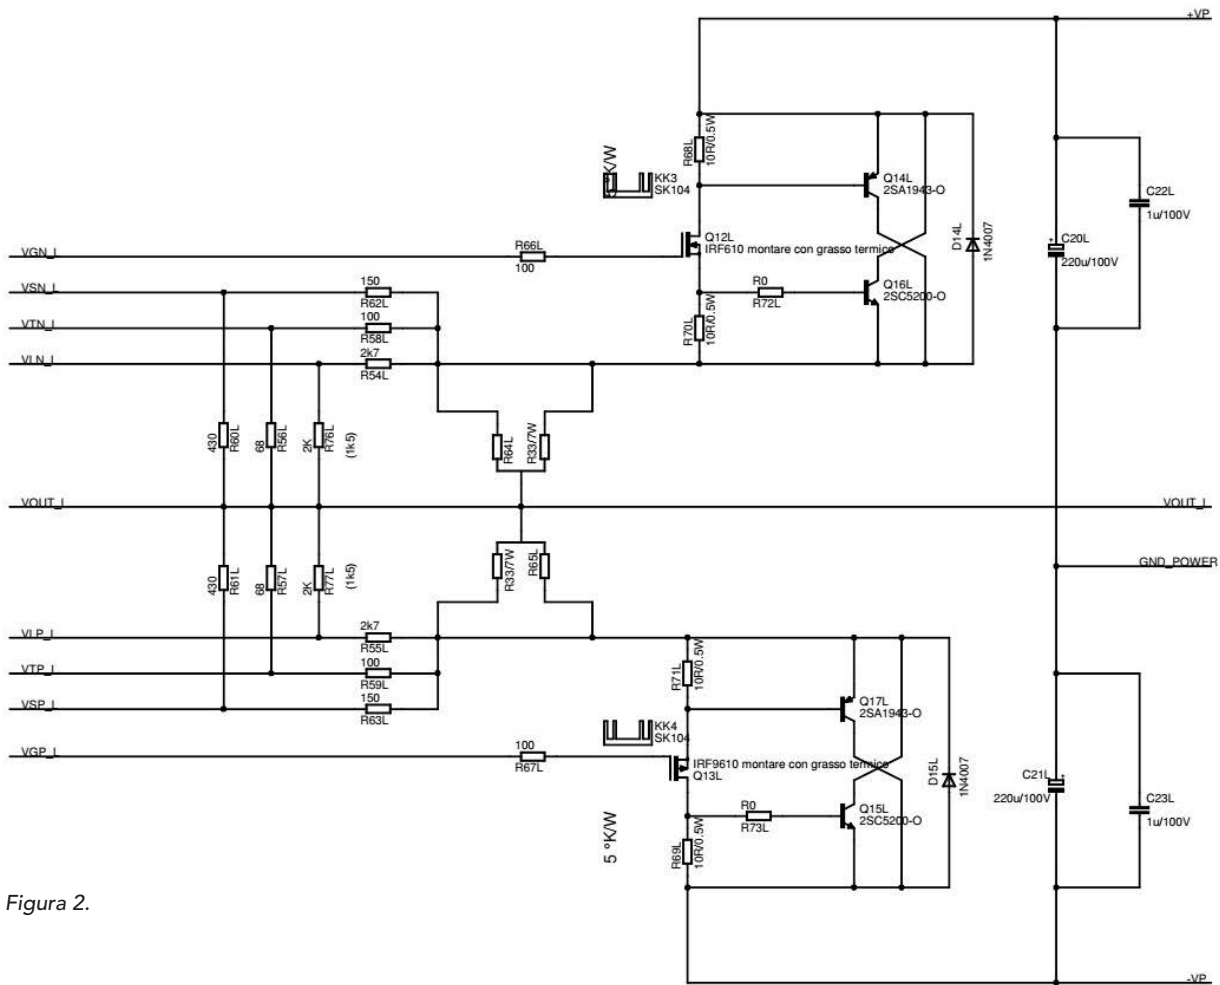 +VP
R68L
10R/0.5W
°K/W
KK3
SK104
Q14L
2SA1943-O
C22L
1u/100V
D14L
1N4007
C20L
+
220u/100V
VGN_L
R66L
100
Q12L
IRF610 montare con grasso termico
VSN_L
150
R62L
R0
R72L
Q16L
2SC5200-O
VTN_L
100
R58L
R70L
10R/0.5W
VLN_L
2k7
R54L
430
R60L
68
R56L
2K
R76L
(1k5)
R64L
R33/7W
VOUT_L
VOUT_L
GND_POWER
430
R61L
68
R57L
2K
R77L
(1k5)
R33/7W
R65L
VLP_L
2k7
R55L
VTP_L
100
R59L
R71L
10R/0.5W
VSP_L
150
R63L
KK4
SK104
Q17L
2SA1943-O
VGP_L
100
R67L
IRF9610 montare con grasso termico
Q13L
D15L
1N4007
C21L
+
220u/100V
C23L
1u/100V
R0
R73L
Q15L
2SC5200-O
5 °K/W
R69L
10R/0.5W
Figura 2.
-VP